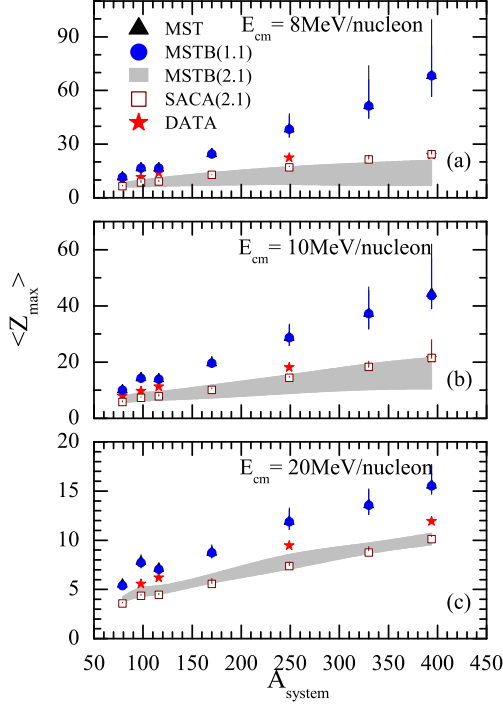 E_cm = 8MeV/nucleon
MST
MSTB(1.1)
MSTB(2.1)
SACA(2.1)
DATA
(a)
90
60
30
0
E_cm = 10MeV/nucleon
(b)
60
40
20
0
<Z_max>
E_cm = 20MeV/nucleon
(c)
20
15
10
5
0
50 100 150 200 250 300 350 400 450
A_system